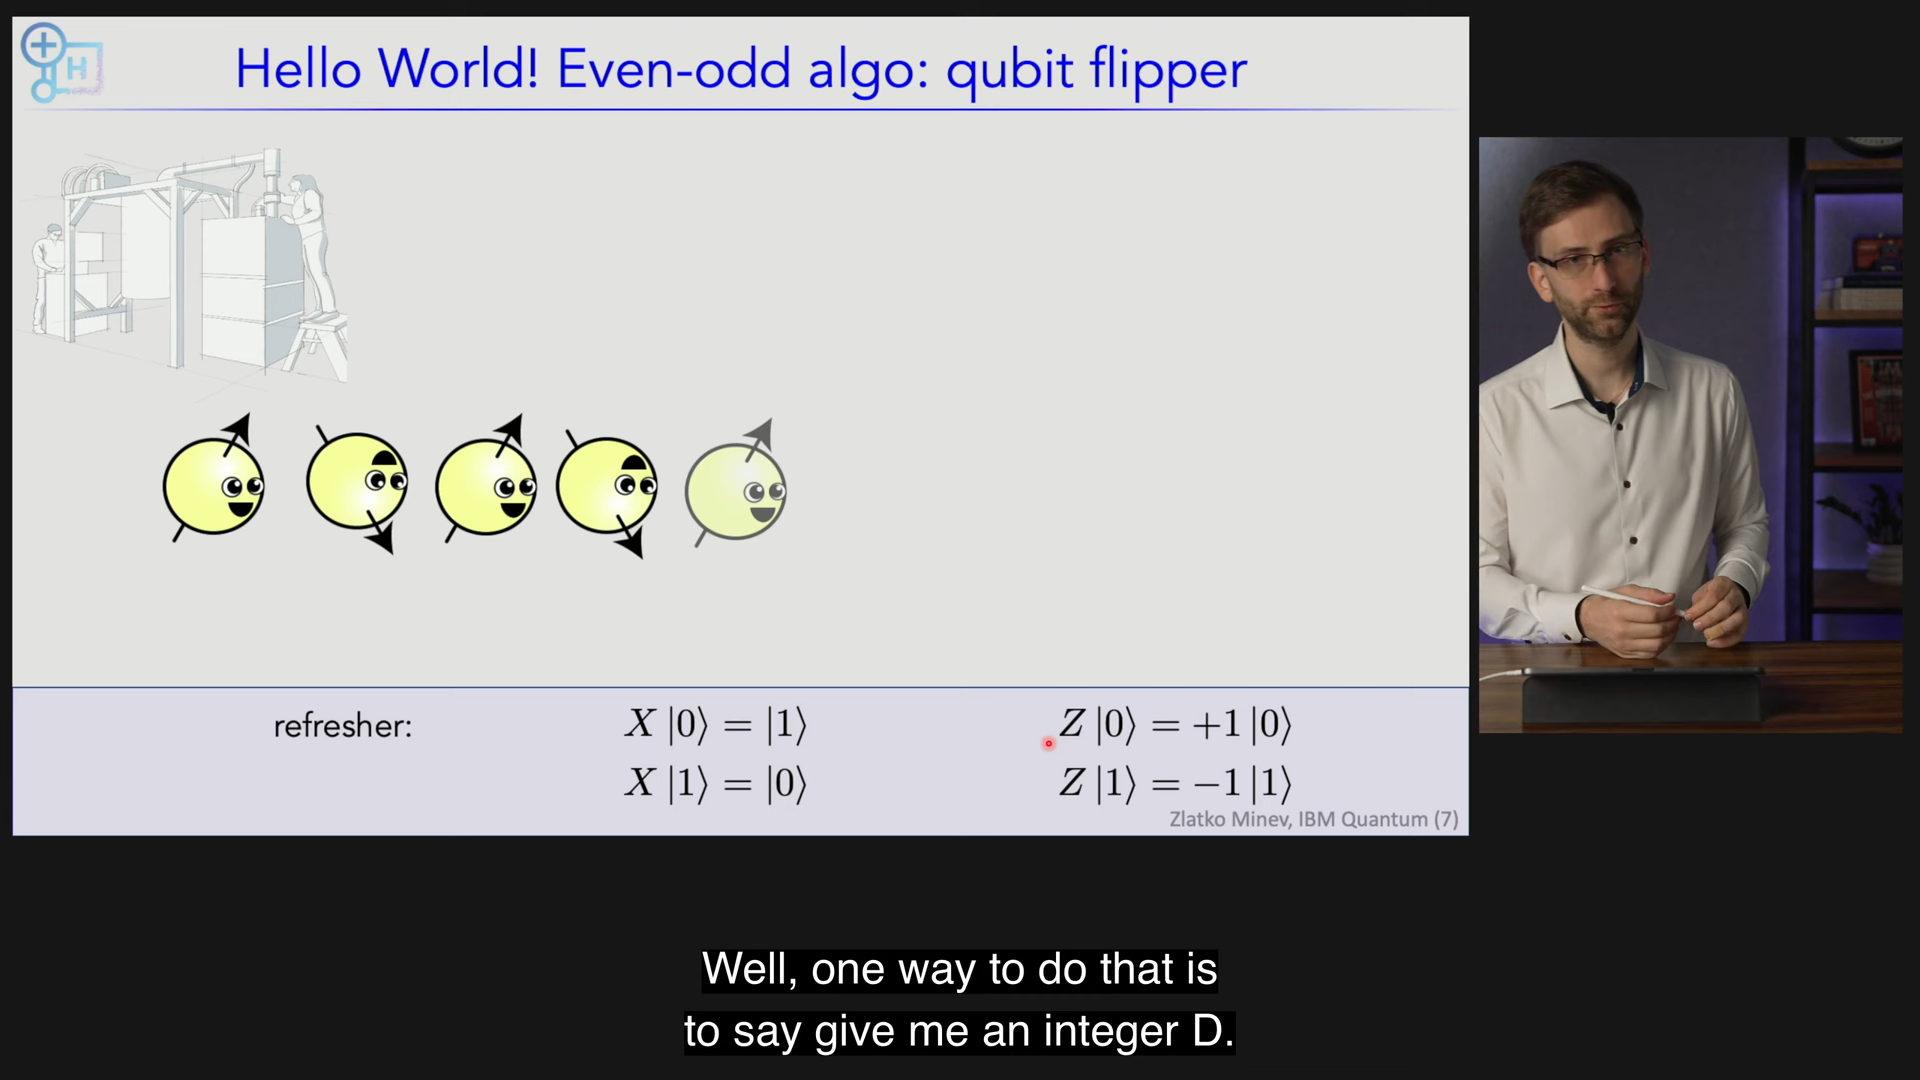 H
Hello World! Even-odd algo: qubit flipper
refresher:
X |0⟩ = |1⟩
Z |0⟩ = +1 |0⟩
X |1⟩ = |0⟩
Z |1⟩ = −1 |1⟩
Zlatko Minev, IBM Quantum (7)
Well, one way to do that is
to say give me an integer D.